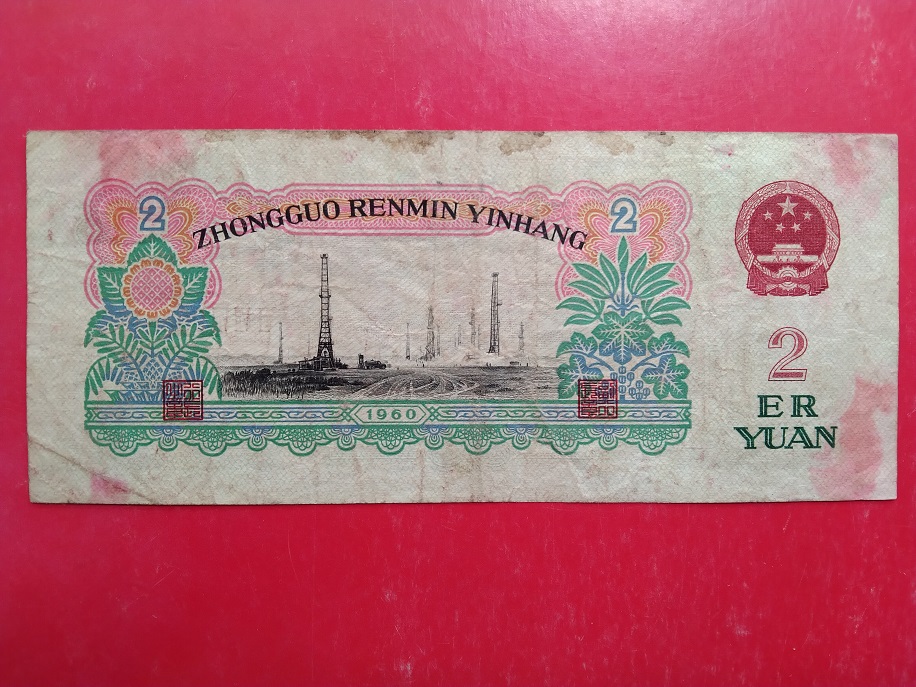 2
2
ZHONGGUO RENMIN YINHANG
1960
2
ER
YUAN